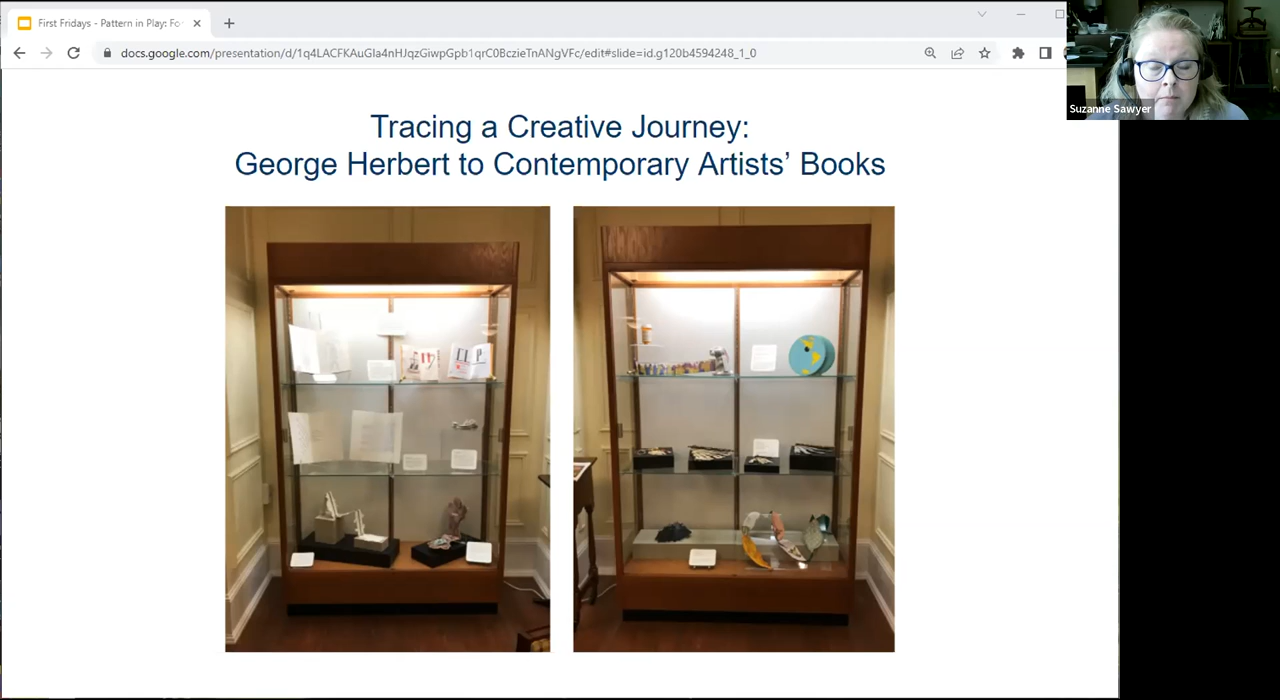 First Fridays - Pattern in Play: Fo
docs.google.com/presentation/d/1q4LACFKAuGla4nHJqzGiwpGpb1qrC0BczieTnANgVFc/edit#slide=id.g120b4594248_1_0
Suzanne Sawyer
Tracing a Creative Journey:
George Herbert to Contemporary Artists’ Books